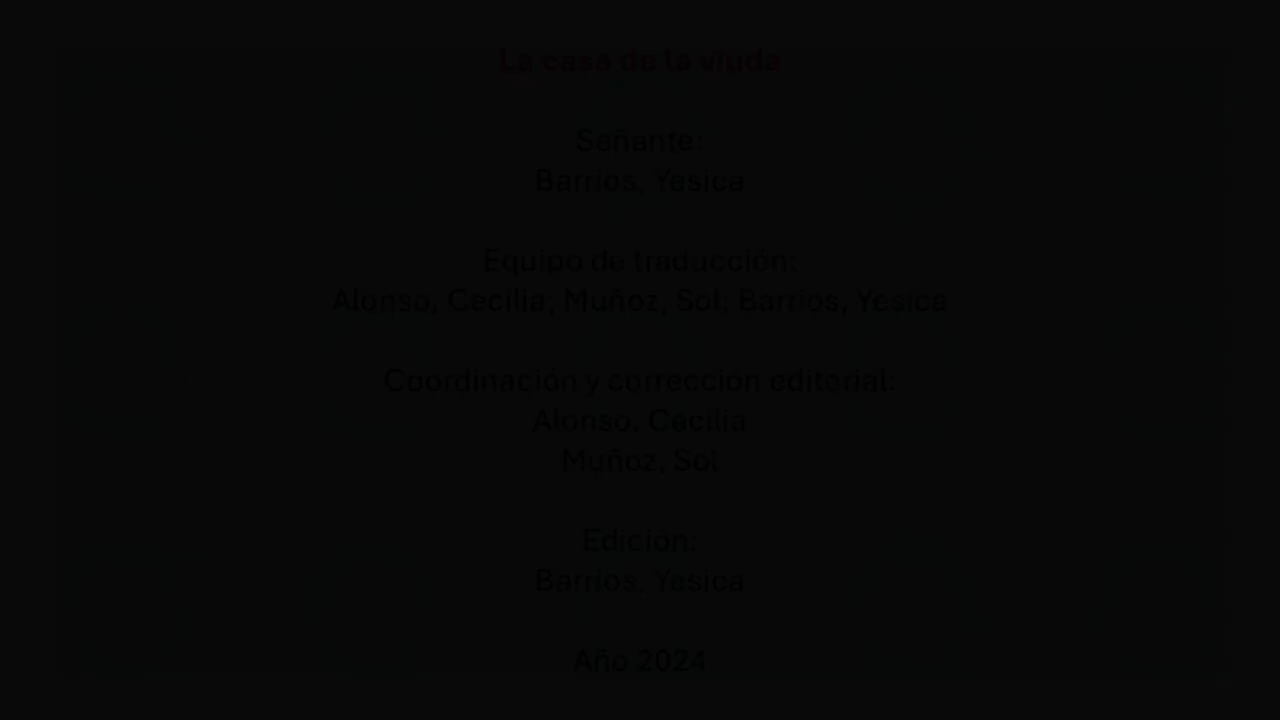 La casa de la viuda
Señante:
Barrios, Yesica
Equipo de traducción:
Alonso, Cecilia; Muñoz, Sol; Barrios, Yesica
Coordinación y corrección editorial:
Alonso, Cecilia
Muñoz, Sol
Edición:
Barrios, Yesica
Año 2024